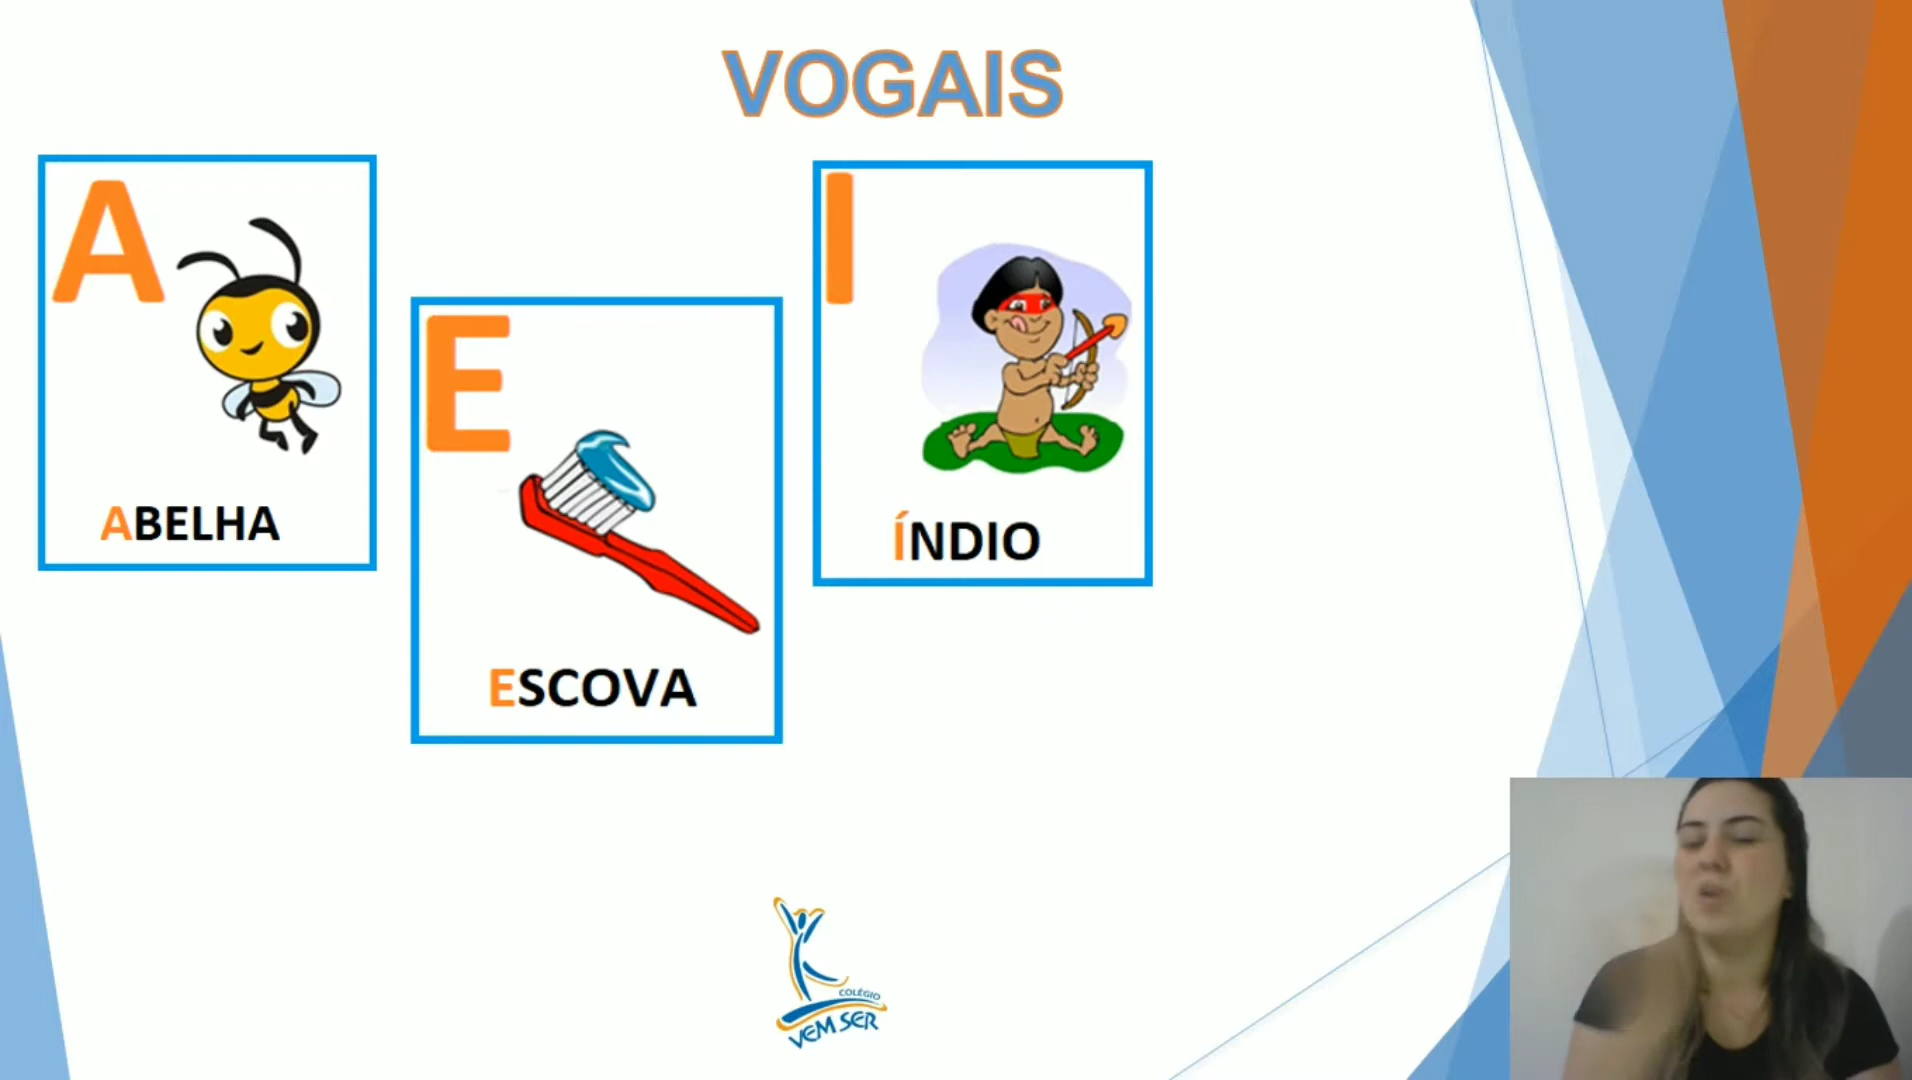 VOGAIS
A
ABELHA
E
ESCOVA
I
ÍNDIO
COLÉGIO
VEM SER